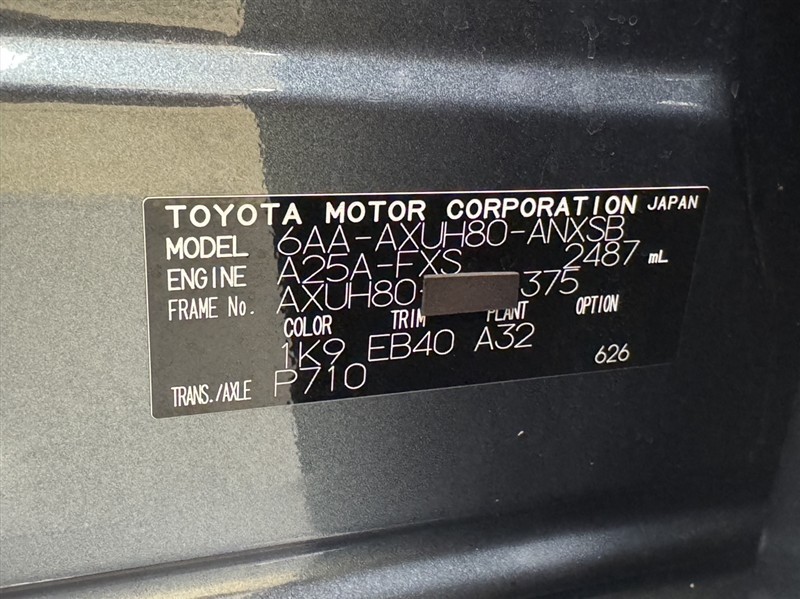 TOYOTA MOTOR CORPORATION JAPAN
MODEL 6AA-AXUH80-ANXSB
ENGINE A25A-FXS 2487 mL
FRAME No. AXUH80- 375
COLOR TRIM PLANT OPTION
1K9 EB40 A32 626
TRANS./AXLE P710